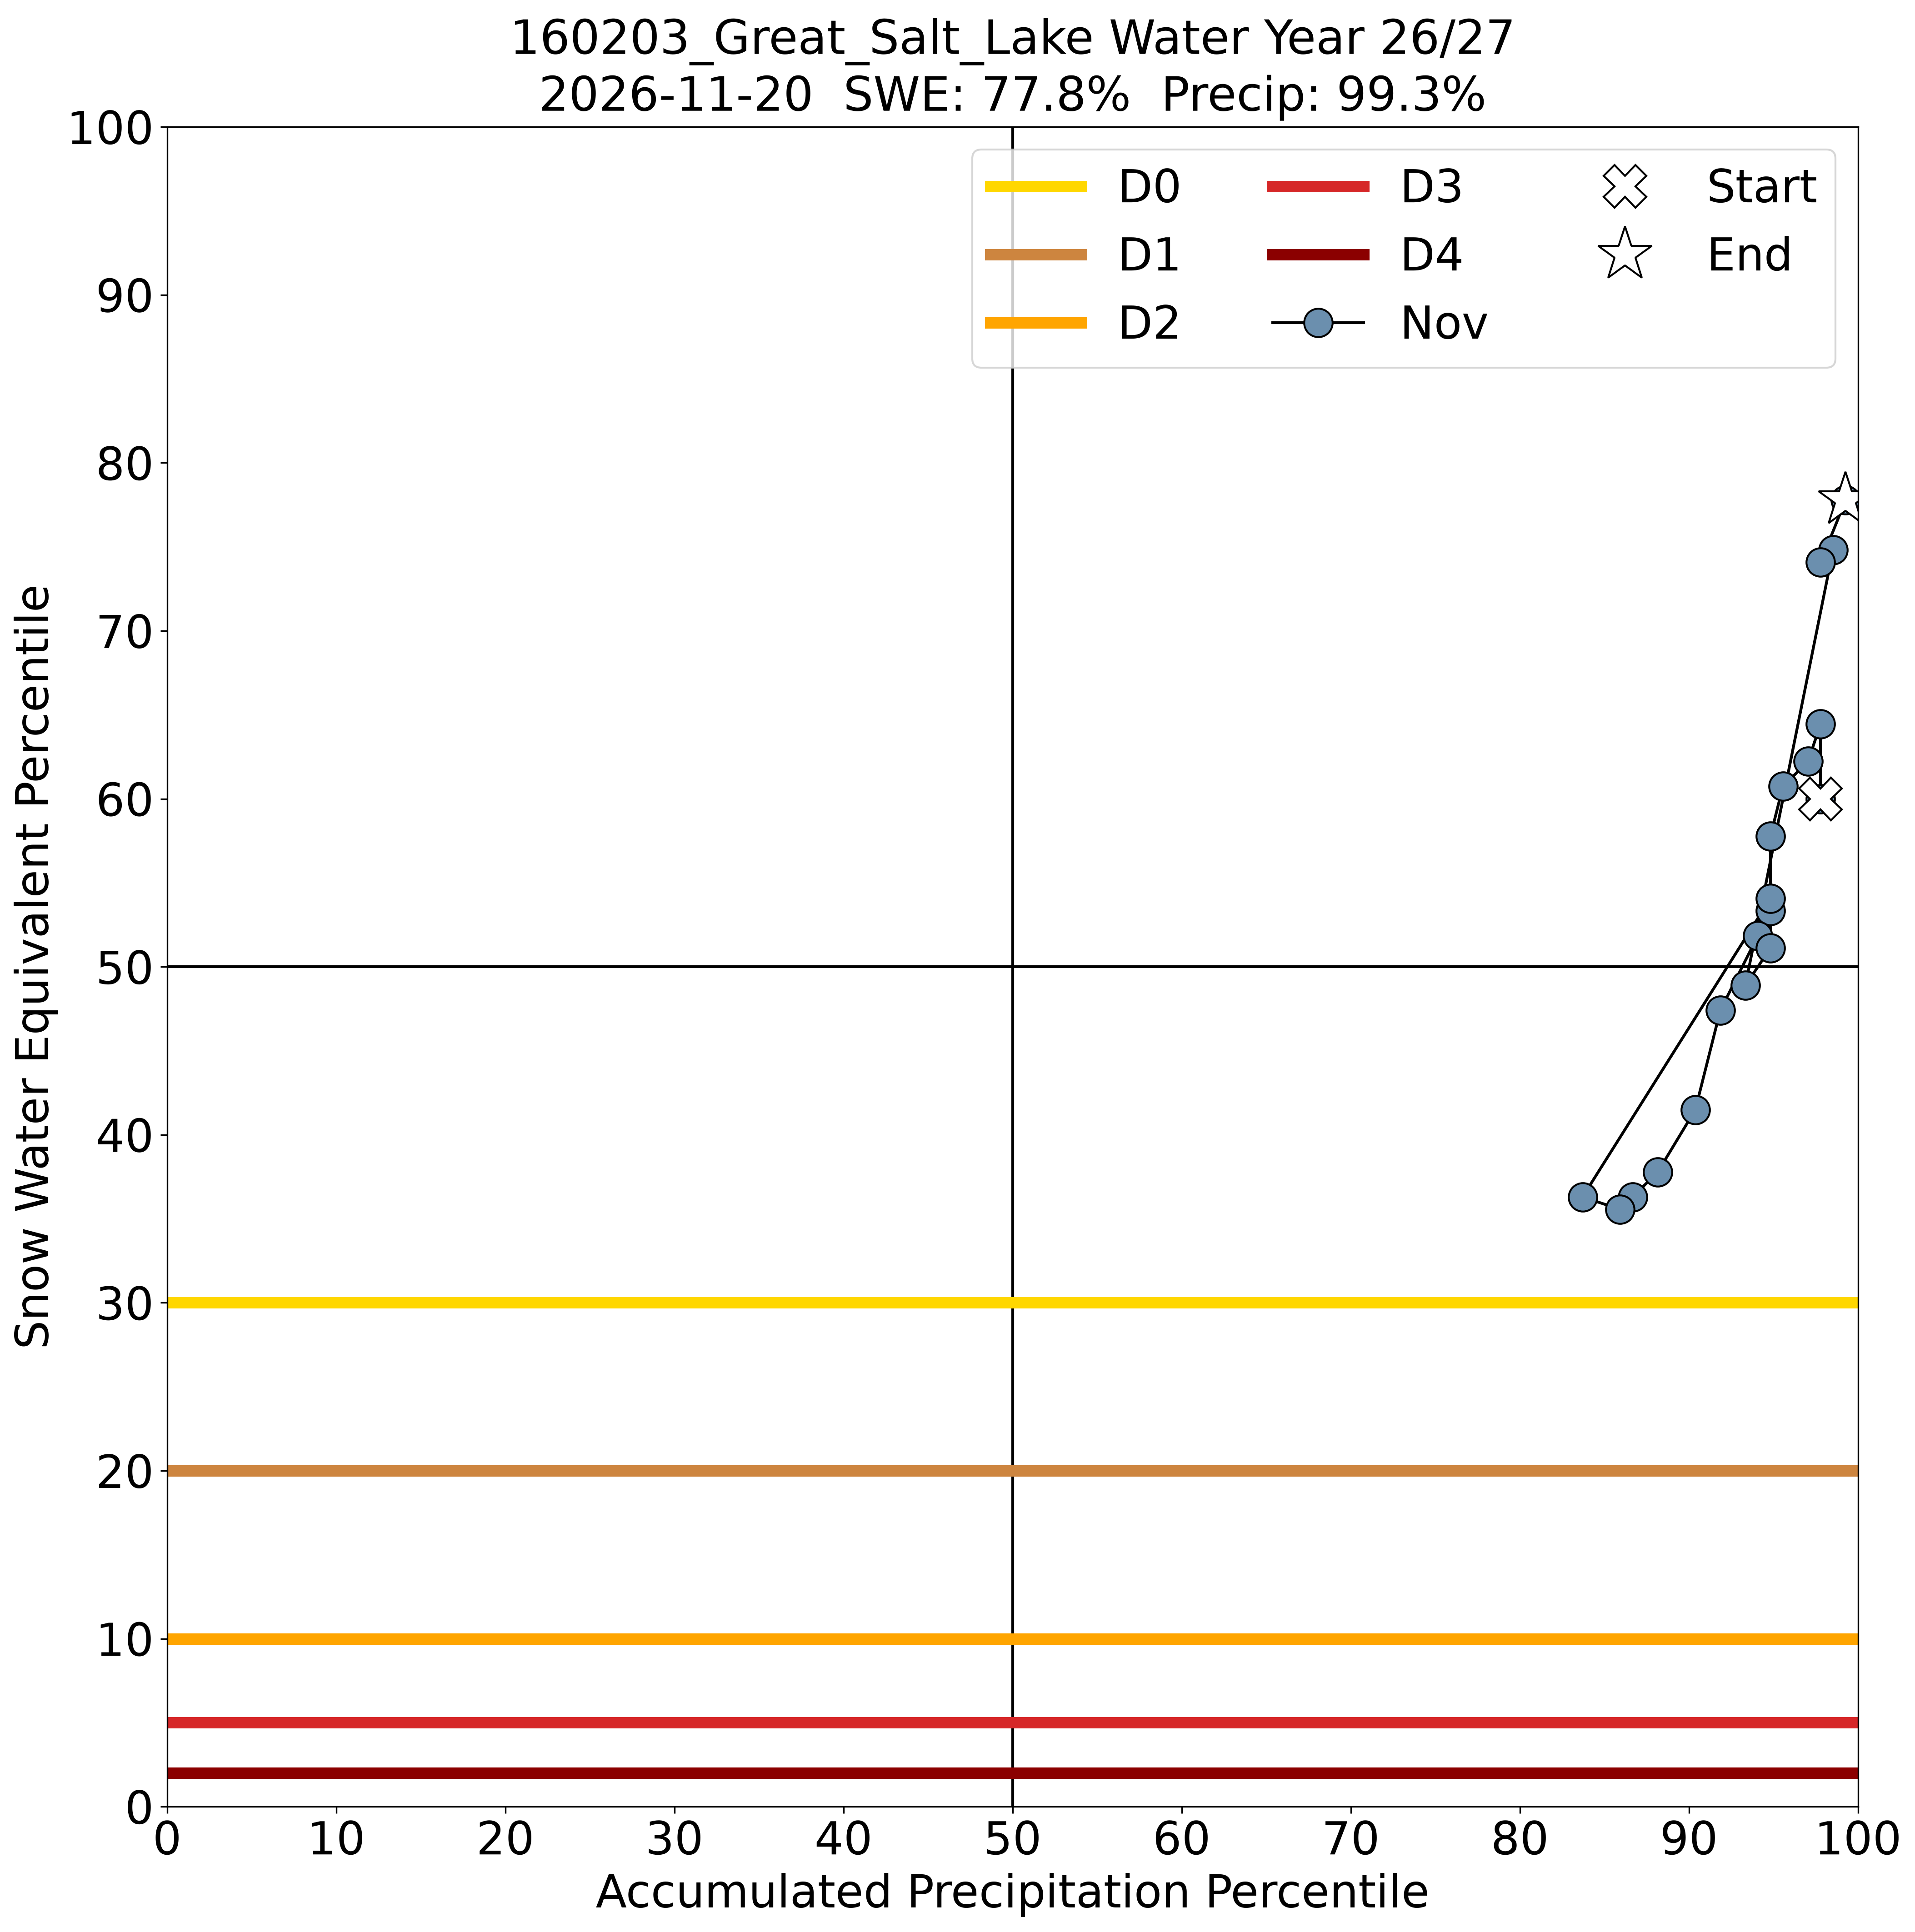 160203_Great_Salt_Lake Water Year 26/27
2026-11-20 SWE: 77.8% Precip: 99.3%
D0
D1
D2
D3
D4
Nov
Start
End
Snow Water Equivalent Percentile
100
90
80
70
60
50
40
30
20
10
0
0 10 20 30 40 50 60 70 80 90 100
Accumulated Precipitation Percentile